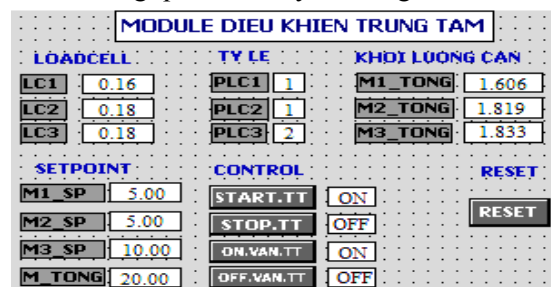 MODULE DIEU KHIEN TRUNG TAM
LOADCELL TY LE KHOI LUONG CAN
LC1 0.16 PLC1 1 M1_TONG 1.606
LC2 0.18 PLC2 1 M2_TONG 1.819
LC3 0.18 PLC3 2 M3_TONG 1.833
SETPOINT CONTROL RESET
M1_SP 5.00 START.TT ON
M2_SP 5.00 STOP.TT OFF RESET
M3_SP 10.00 ON.VAN.TT ON
M_TONG 20.00 OFF.VAN.TT OFF